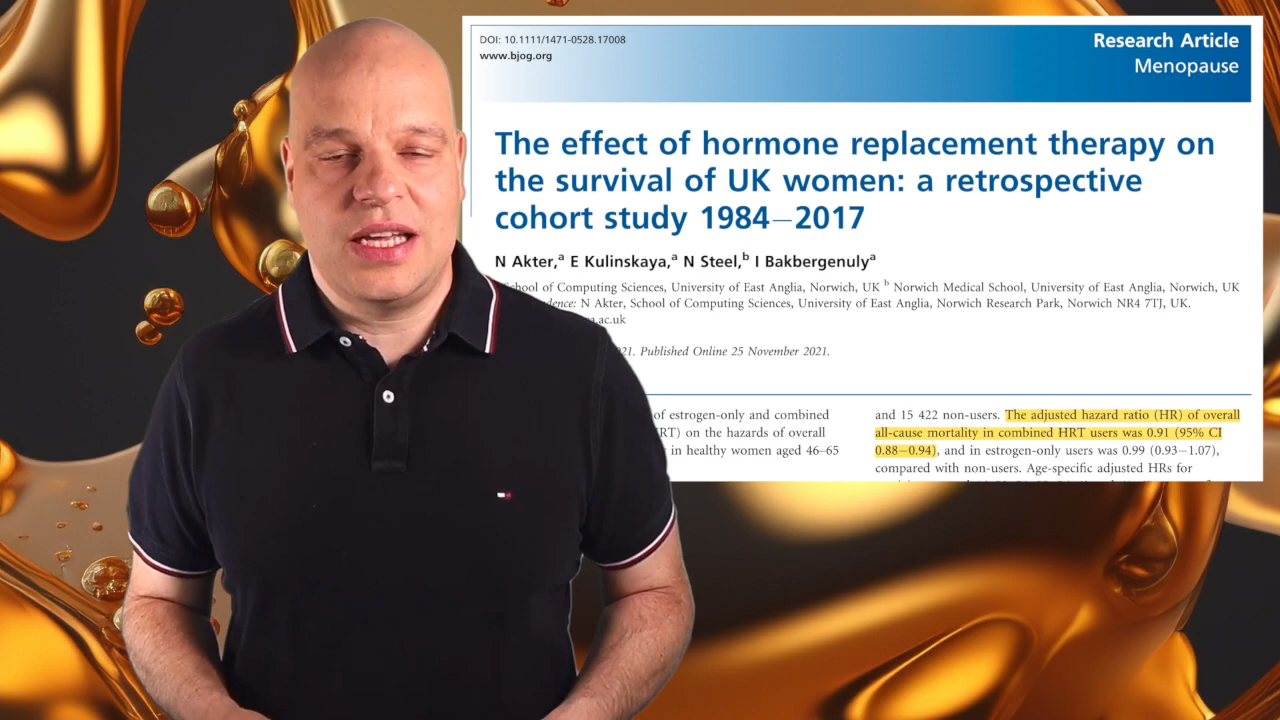 DOI: 10.1111/1471-0528.17008
www.bjog.org
Research Article
Menopause
The effect of hormone replacement therapy on
the survival of UK women: a retrospective
cohort study 1984–2017
N Akter,ᵃ E Kulinskaya,ᵃ N Steel,ᵇ I Bakbergenulyᵃ
School of Computing Sciences, University of East Anglia, Norwich, UK ᵇ Norwich Medical School, University of East Anglia, Norwich, UK
N Akter, School of Computing Sciences, University of East Anglia, Norwich Research Park, Norwich NR4 7TJ, UK.
.ac.uk
21. Published Online 25 November 2021.
of estrogen-only and combined
RT) on the hazards of overall
in healthy women aged 46–65
and 15 422 non-users. The adjusted hazard ratio (HR) of overall
all-cause mortality in combined HRT users was 0.91 (95% CI
0.88–0.94), and in estrogen-only users was 0.99 (0.93–1.07),
compared with non-users. Age-specific adjusted HRs for